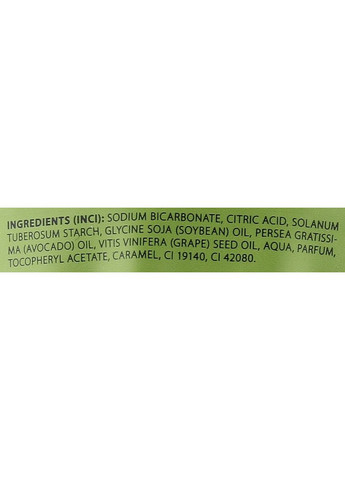 INGREDIENTS (INCI): SODIUM BICARBONATE, CITRIC ACID, SOLANUM
TUBEROSUM STARCH, GLYCINE SOJA (SOYBEAN) OIL, PERSEA GRATISSI-
MA (AVOCADO) OIL, VITIS VINIFERA (GRAPE) SEED OIL, AQUA, PARFUM,
TOCOPHERYL ACETATE, CARAMEL, CI 19140, CI 42080.